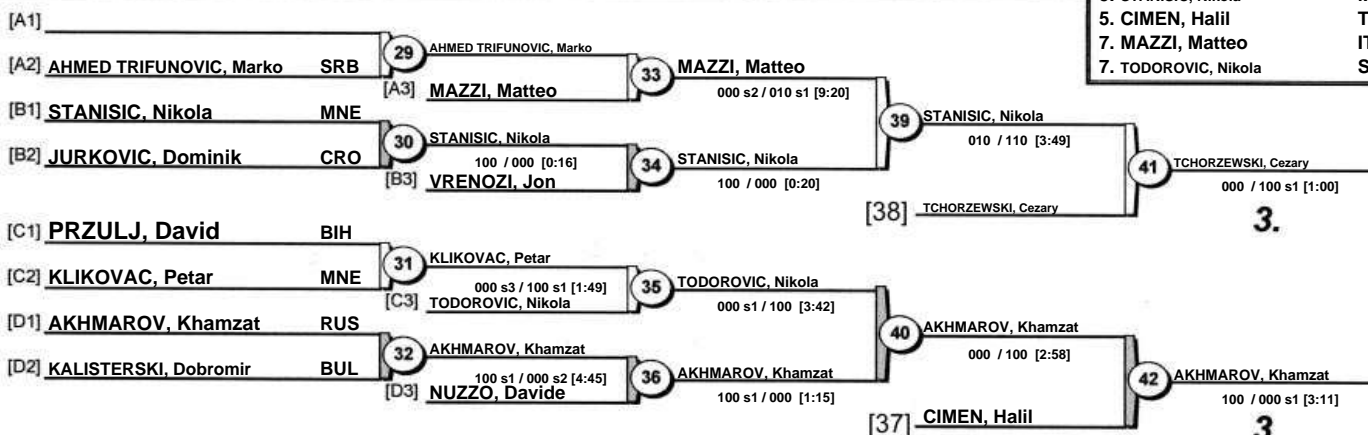 5. CIMEN, Halil T
7. MAZZI, Matteo IT
7. TODOROVIC, Nikola S
[A1]
[A2] AHMED TRIFUNOVIC, Marko SRB
29 AHMED TRIFUNOVIC, Marko
[A3] MAZZI, Matteo
33 MAZZI, Matteo
000 s2 / 010 s1 [9:20]
[B1] STANISIC, Nikola MNE
[B2] JURKOVIC, Dominik CRO
30 STANISIC, Nikola
100 / 000 [0:16]
[B3] VRENOZI, Jon
34 STANISIC, Nikola
100 / 000 [0:20]
39 STANISIC, Nikola
010 / 110 [3:49]
[38] TCHORZEWSKI, Cezary
41 TCHORZEWSKI, Cezary
000 / 100 s1 [1:00]
3.
[C1] PRZULJ, David BIH
[C2] KLIKOVAC, Petar MNE
31 KLIKOVAC, Petar
000 s3 / 100 s1 [1:49]
[C3] TODOROVIC, Nikola
35 TODOROVIC, Nikola
000 s1 / 100 [3:42]
[D1] AKHMAROV, Khamzat RUS
[D2] KALISTERSKI, Dobromir BUL
32 AKHMAROV, Khamzat
100 s1 / 000 s2 [4:45]
[D3] NUZZO, Davide
36 AKHMAROV, Khamzat
100 s1 / 000 [1:15]
40 AKHMAROV, Khamzat
000 / 100 [2:58]
[37] CIMEN, Halil
42 AKHMAROV, Khamzat
100 / 000 s1 [3:11]
3